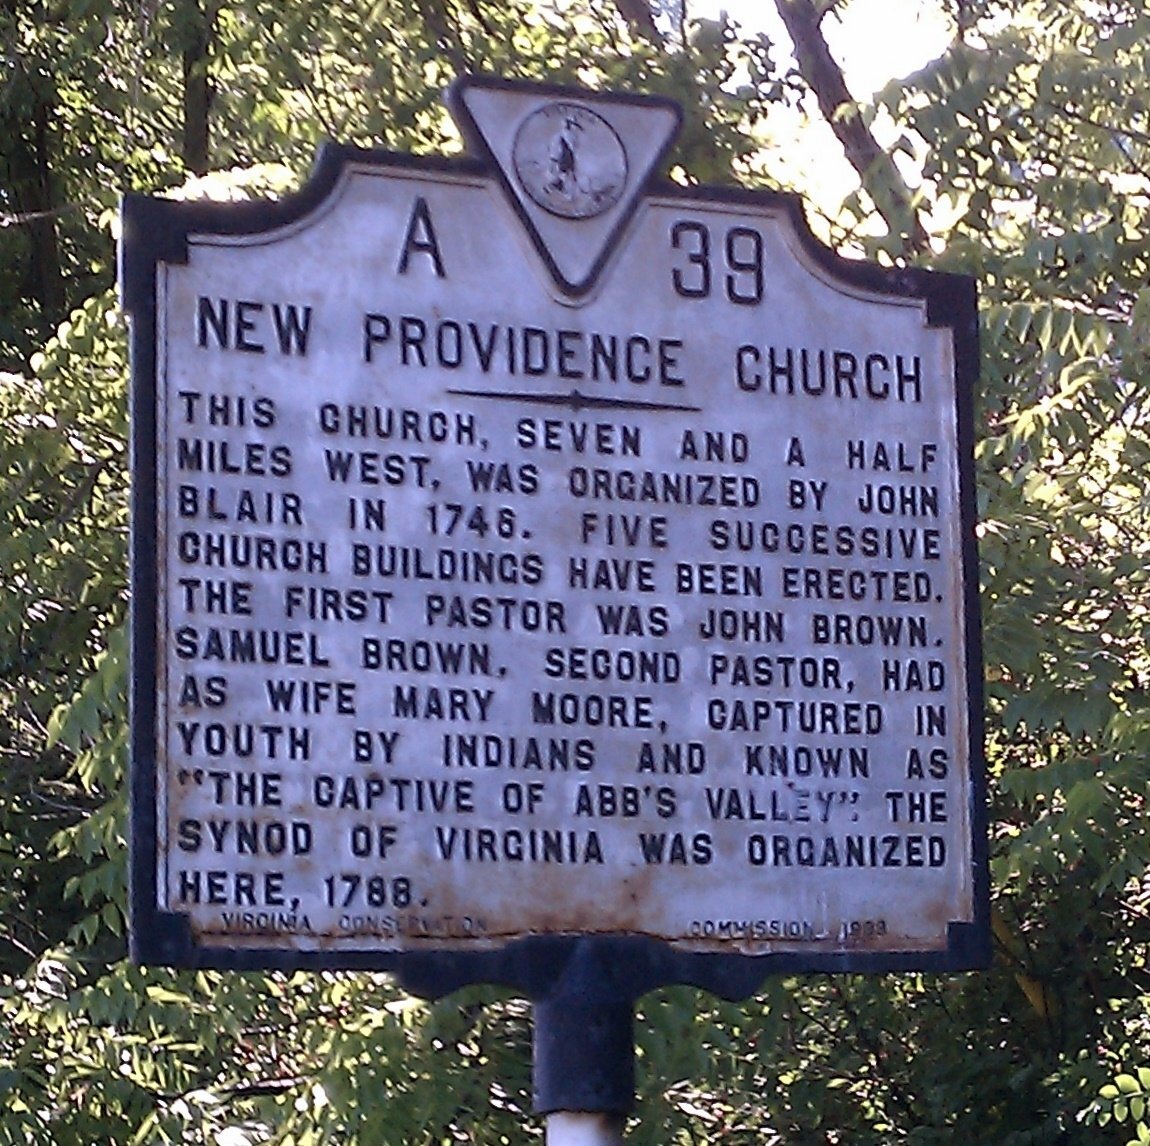 A 39
NEW PROVIDENCE CHURCH
THIS CHURCH, SEVEN AND A HALF
MILES WEST, WAS ORGANIZED BY JOHN
BLAIR IN 1746. FIVE SUCCESSIVE
CHURCH BUILDINGS HAVE BEEN ERECTED.
THE FIRST PASTOR WAS JOHN BROWN.
SAMUEL BROWN, SECOND PASTOR, HAD
AS WIFE MARY MOORE, CAPTURED IN
YOUTH BY INDIANS AND KNOWN AS
"THE CAPTIVE OF ABB'S VALLEY". THE
SYNOD OF VIRGINIA WAS ORGANIZED
HERE, 1788.
VIRGINIA CONSERVATION COMMISSION